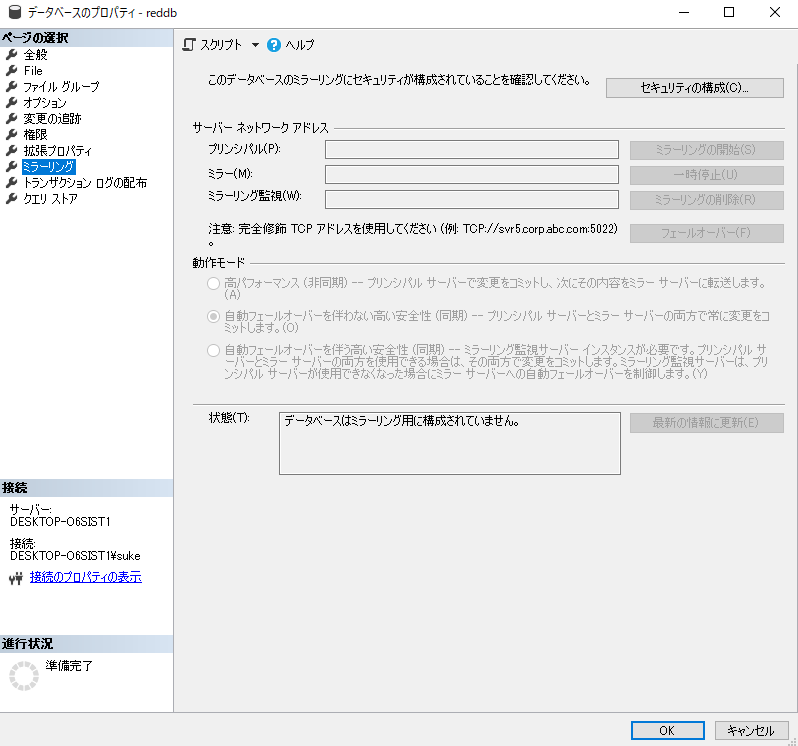 データベースのプロパティ - reddb
ページの選択
全般
File
ファイル グループ
オプション
変更の追跡
権限
拡張プロパティ
ミラーリング
トランザクション ログの配布
クエリ ストア
接続
サーバー:
DESKTOP-O6SIST1
接続:
DESKTOP-O6SIST1¥suke
接続のプロパティの表示
進行状況
準備完了
スクリプト
ヘルプ
このデータベースのミラーリングにセキュリティが構成されていることを確認してください。
セキュリティの構成(C)...
サーバー ネットワーク アドレス
プリンシパル(P):
ミラーリングの開始(S)
ミラー(M):
一時停止(U)
ミラーリング監視(W):
ミラーリングの削除(R)
注意: 完全修飾 TCP アドレスを使用してください (例: TCP://svr5.corp.abc.com:5022)
。
フェールオーバー(F)
動作モード
高パフォーマンス (非同期) -- プリンシパル サーバーで変更をコミットし、次にその内容をミラー サーバーに転送します。
(A)
自動フェールオーバーを伴わない高い安全性 (同期) -- プリンシパル サーバーとミラー サーバーの両方で常に変更をコ
ミットします。(O)
自動フェールオーバーを伴う高い安全性 (同期) -- ミラーリング監視サーバー インスタンスが必要です。プリンシパル サ
ーバーとミラー サーバーの両方を使用できる場合は、その両方で変更をコミットします。ミラーリング監視サーバーは、プリ
ンシパル サーバーが使用できなくなった場合にミラー サーバーへの自動フェールオーバーを制御します。(Y)
状態(T):
データベースはミラーリング用に構成されていません。
最新の情報に更新(E)
OK
キャンセル